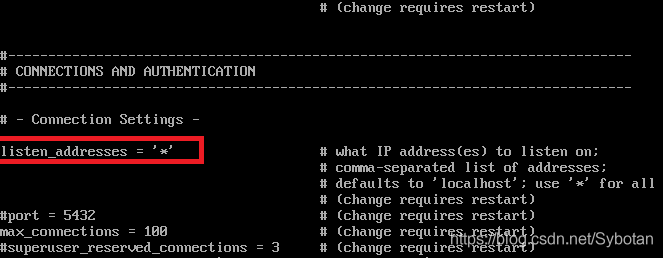 # (change requires restart)
#------------------------------------------------------------------------------
# CONNECTIONS AND AUTHENTICATION
#------------------------------------------------------------------------------
# - Connection Settings -
listen_addresses = '*' # what IP address(es) to listen on;
# comma-separated list of addresses;
# defaults to 'localhost'; use '*' for all
# (change requires restart)
#port = 5432 # (change requires restart)
max_connections = 100 # (change requires restart)
#superuser_reserved_connections = 3 # (change requires restart)
https://blog.csdn.net/Sybotan